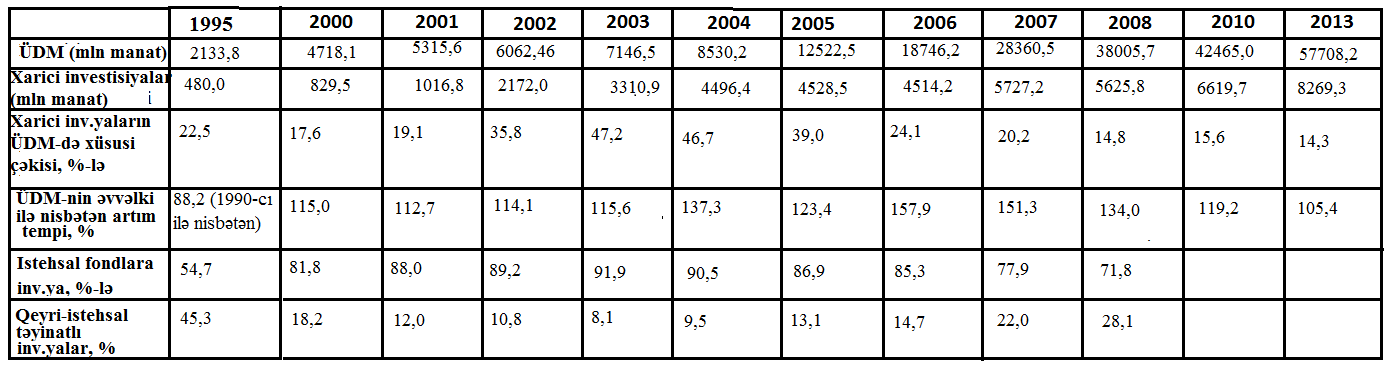 1995 2000 2001 2002 2003 2004 2005 2006 2007 2008 2010 2013
ÜDM (mln manat) 2133,8 4718,1 5315,6 6062,46 7146,5 8530,2 12522,5 18746,2 28360,5 38005,7 42465,0 57708,2
Xarici investisiyalar
(mln manat) 480,0 829,5 1016,8 2172,0 3310,9 4496,4 4528,5 4514,2 5727,2 5625,8 6619,7 8269,3
Xarici inv.yaların
ÜDM-də xüsusi
çəkisi, %-lə 22,5 17,6 19,1 35,8 47,2 46,7 39,0 24,1 20,2 14,8 15,6 14,3
ÜDM-nin əvvəlki
ilə nisbətən artım
tempi, % 88,2 (1990-cı
ilə nisbətən) 115,0 112,7 114,1 115,6 137,3 123,4 157,9 151,3 134,0 119,2 105,4
Istehsal fondlara
inv.ya, %-lə 54,7 81,8 88,0 89,2 91,9 90,5 86,9 85,3 77,9 71,8
Qeyri-istehsal
təyinatlı
inv.yalar, % 45,3 18,2 12,0 10,8 8,1 9,5 13,1 14,7 22,0 28,1